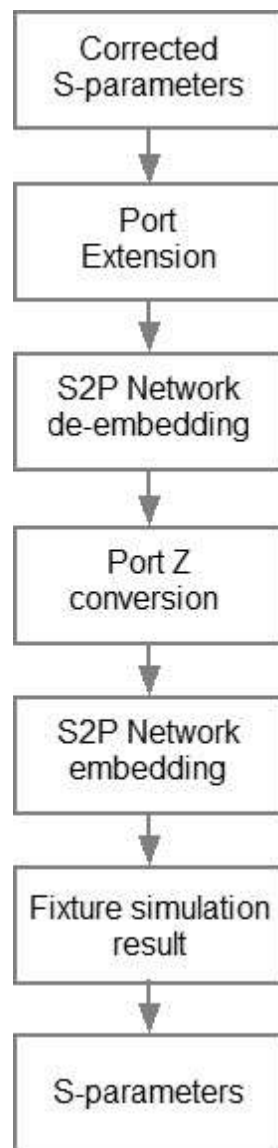 Corrected
S-parameters
Port
Extension
S2P Network
de-embedding
Port Z
conversion
S2P Network
embedding
Fixture simulation
result
S-parameters